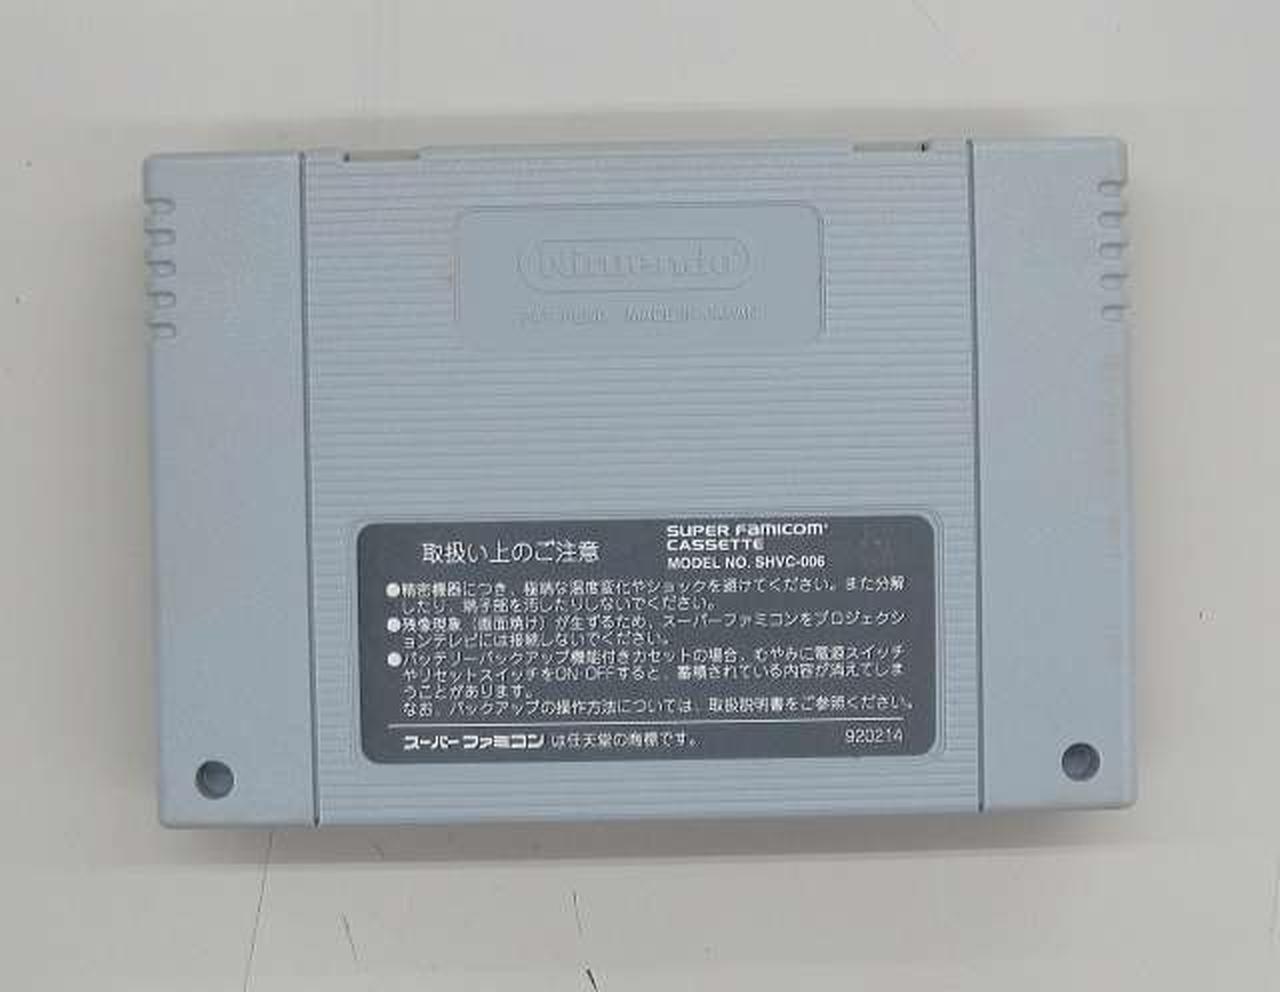 Nintendo
MADE IN JAPAN
取扱い上のご注意
SUPER FAMICOM
CASSETTE
MODEL NO. SHVC-006
●精密機器につき、極端な温度変化やショックを避けてください。また分解
したり、端子部を汚したりしないでください。
●残像現象（画面焼け）が生ずるため、スーパーファミコンをプロジェクシ
ョンテレビには接続しないでください。
●バッテリーバックアップ機能付きカセットの場合、むやみに電源スイッチ
やリセットスイッチをON・OFFすると、蓄積されている内容が消えてしま
うことがあります。
なお、バックアップの操作方法については、取扱説明書をご参照ください。
スーパーファミコンは任天堂の商標です。
920214